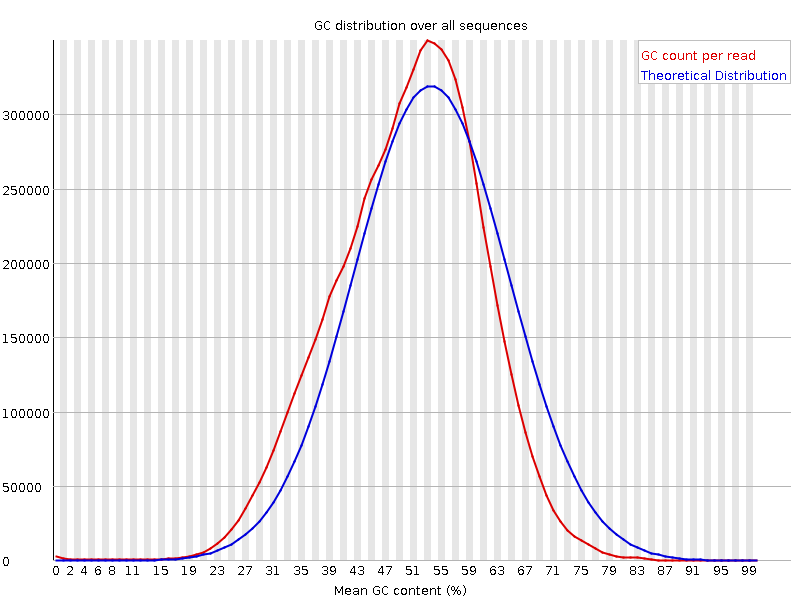 GC distribution over all sequences
GC count per read
Theoretical Distribution
300000
250000
200000
150000
100000
50000
0
0 2 4 6 8 11 15 19 23 27 31 35 39 43 47 51 55 59 63 67 71 75 79 83 87 91 95 99
Mean GC content (%)